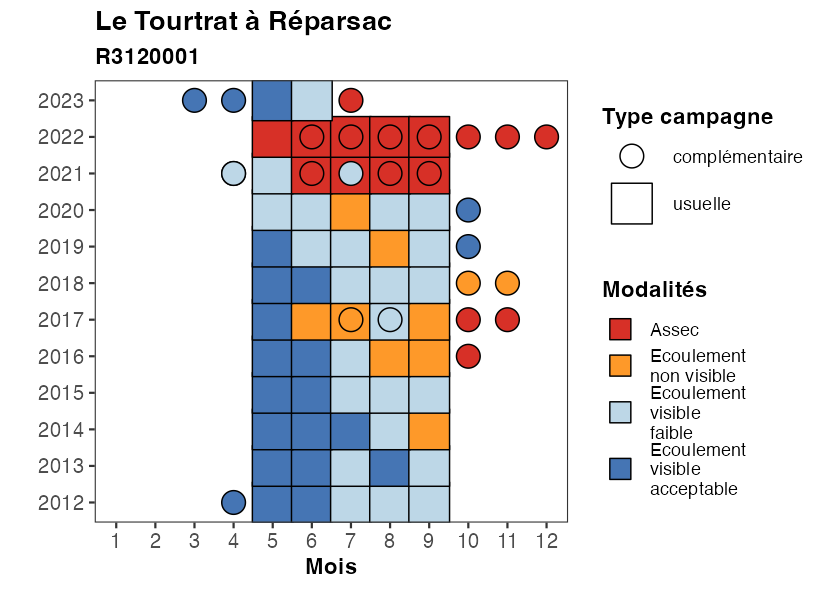 Le Tourtrat à Réparsac
R3120001
2023
2022
2021
2020
2019
2018
2017
2016
2015
2014
2013
2012
1 2 3 4 5 6 7 8 9 10 11 12
Mois
Type campagne
complémentaire
usuelle
Modalités
Assec
Ecoulement
non visible
Ecoulement
visible
faible
Ecoulement
visible
acceptable